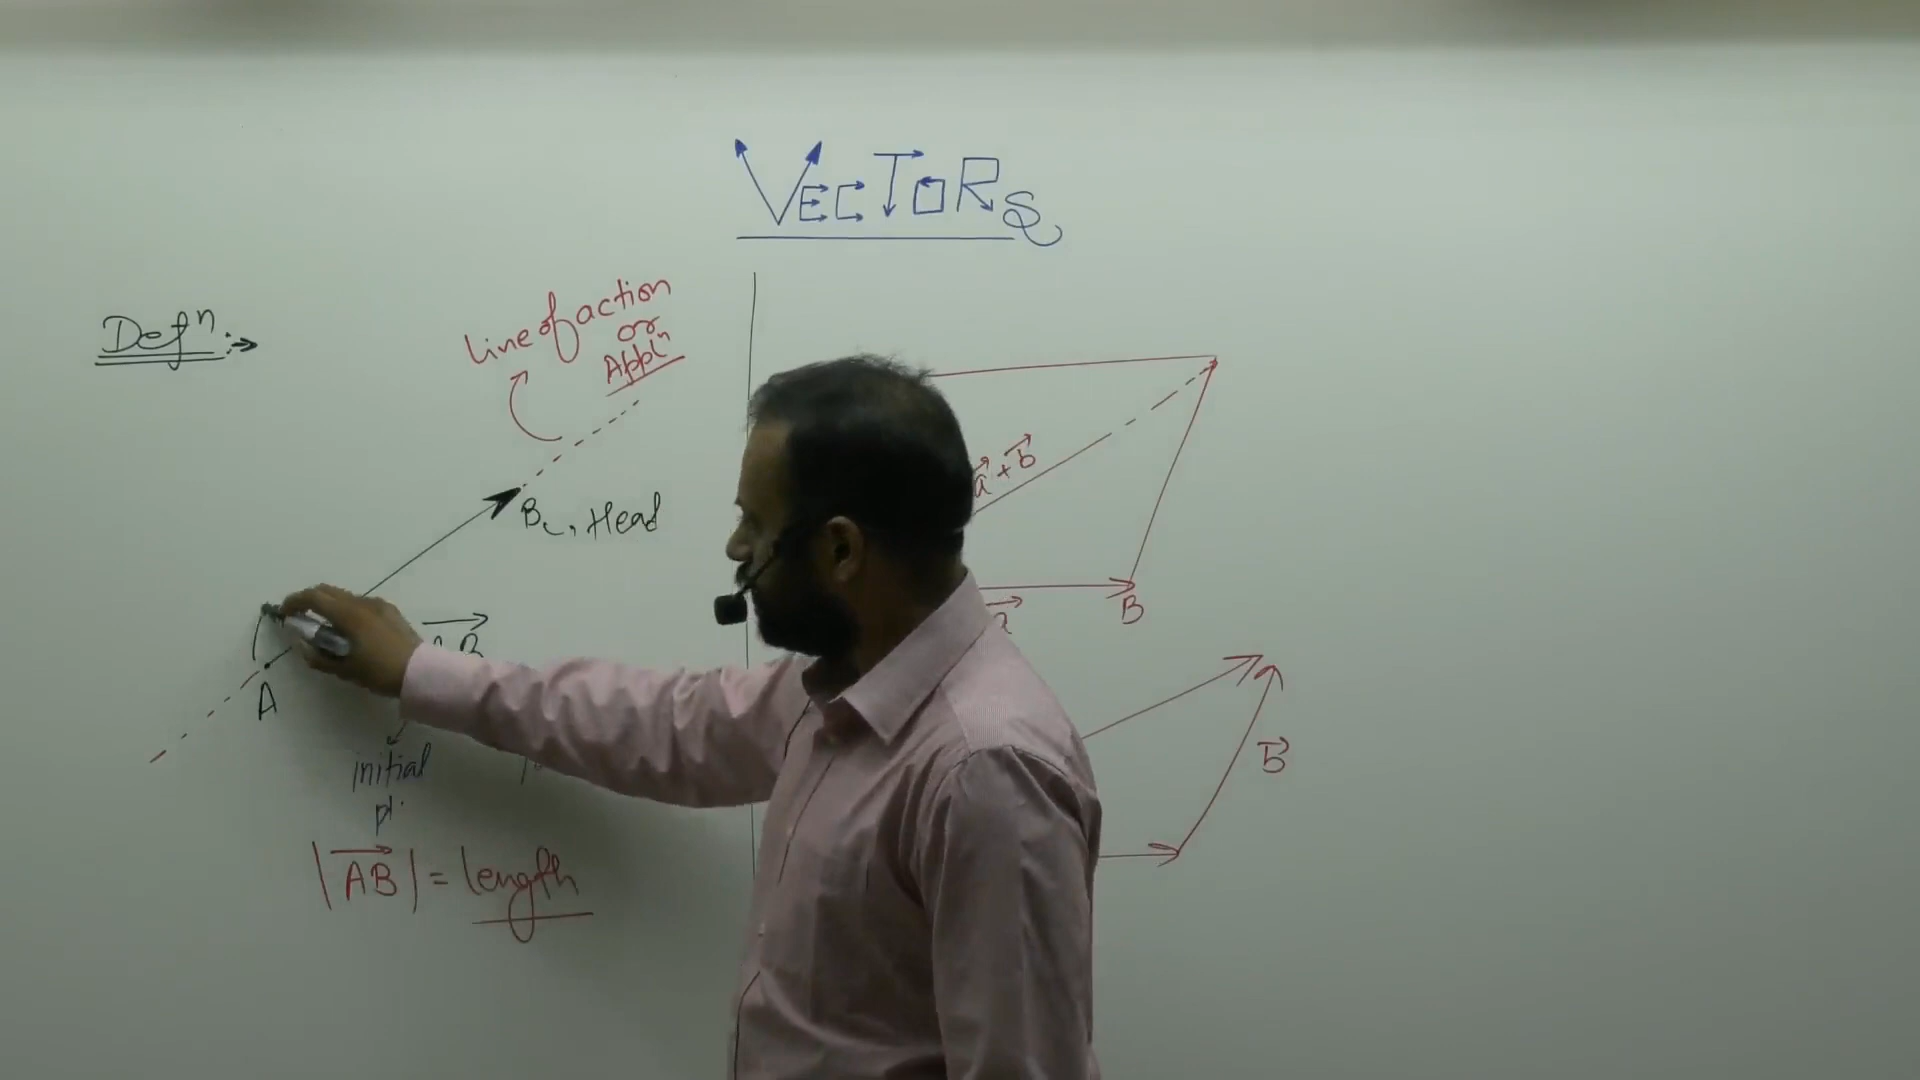 VECTORS
Defⁿ :→
Line of action
or
Applⁿ
B
Head
A
initial
pt.
|AB| = length
a + b
a
B
b